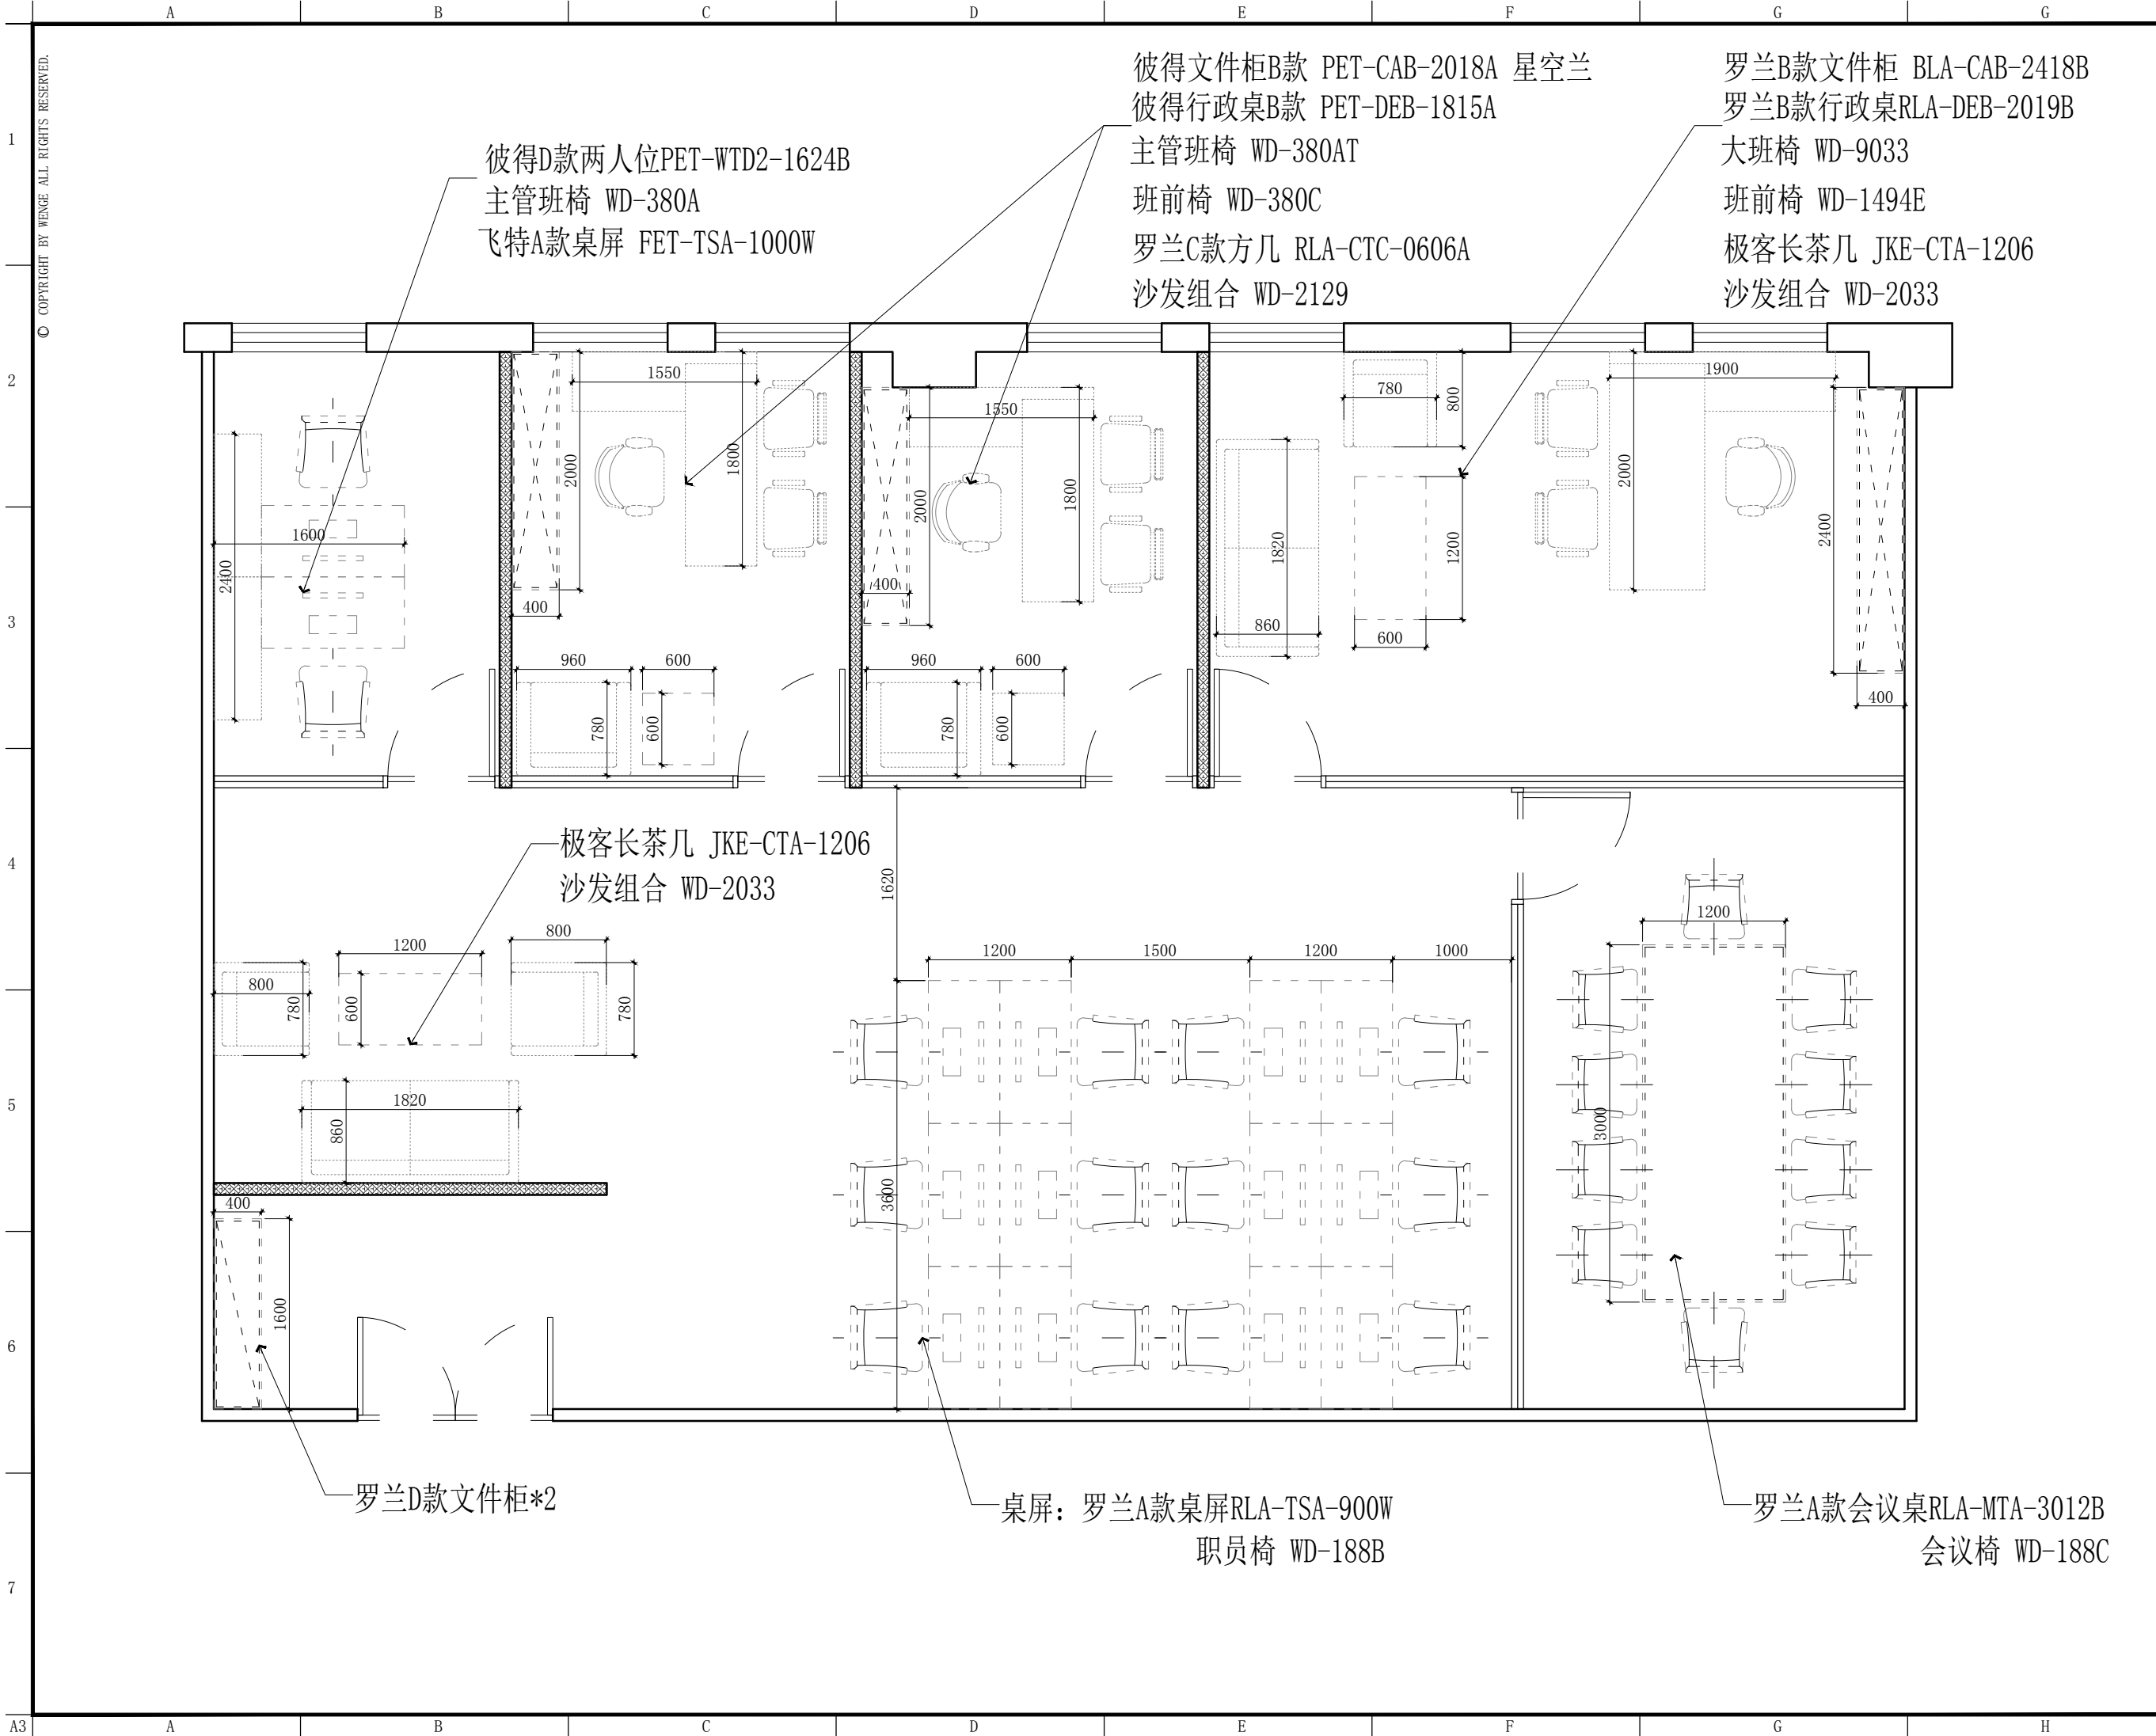 A B C D E F G G
© COPYRIGHT BY WENGE ALL RIGHTS RESERVED.
1
2
3
4
5
6
7
彼得D款两人位PET-WTD2-1624B
主管班椅 WD-380A
飞特A款桌屏 FET-TSA-1000W
彼得文件柜B款 PET-CAB-2018A 星空兰
彼得行政桌B款 PET-DEB-1815A
主管班椅 WD-380AT
班前椅 WD-380C
罗兰C款方几 RLA-CTC-0606A
沙发组合 WD-2129
罗兰B款文件柜 BLA-CAB-2418B
罗兰B款行政桌RLA-DEB-2019B
大班椅 WD-9033
班前椅 WD-1494E
极客长茶几 JKE-CTA-1206
沙发组合 WD-2033
1600
2400
1550
2000
1800
400
960
600
780
600
1550
2000
1800
400
960
600
780
600
780
800
1820
860
1200
600
1900
2000
2400
400
极客长茶几 JKE-CTA-1206
沙发组合 WD-2033
800
780
1200
600
800
780
1820
860
400
1600
1620
3600
1200
1500
1200
1000
1200
3000
罗兰D款文件柜*2
桌屏：罗兰A款桌屏RLA-TSA-900W
职员椅 WD-188B
罗兰A款会议桌RLA-MTA-3012B
会议椅 WD-188C
A3 A B C D E F G H